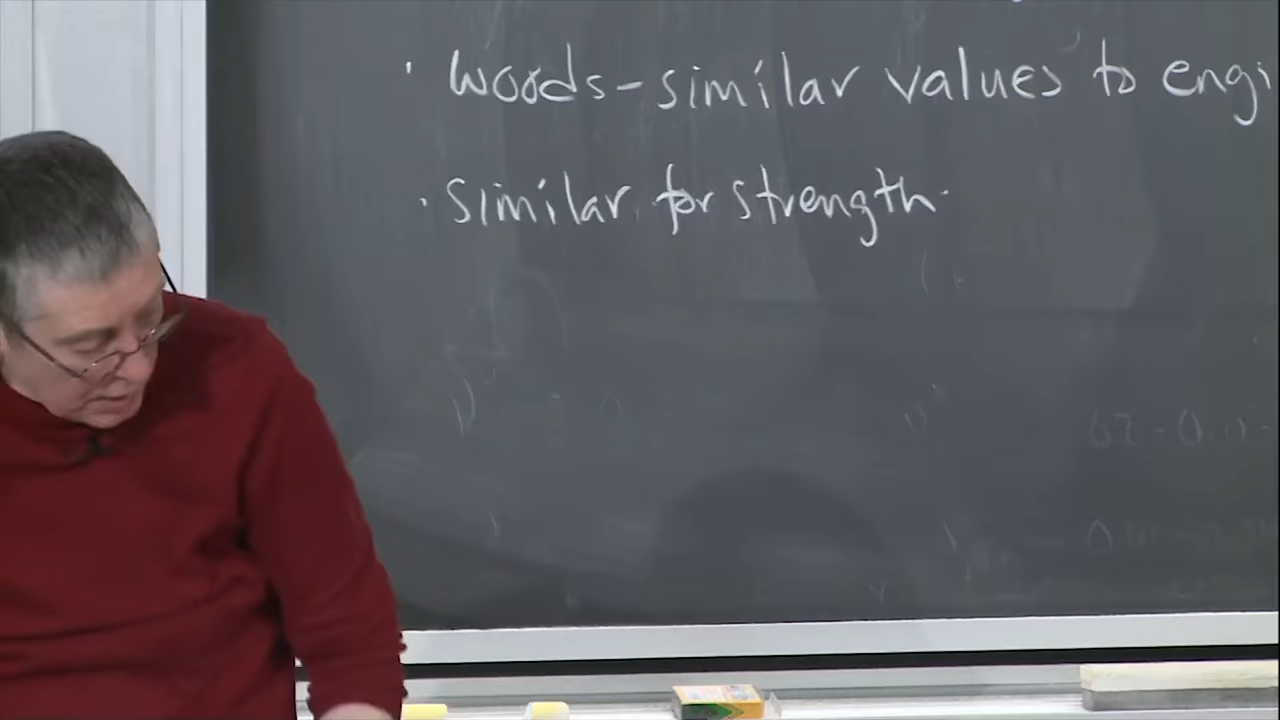 · woods - similar values to engi
· similar for strength.